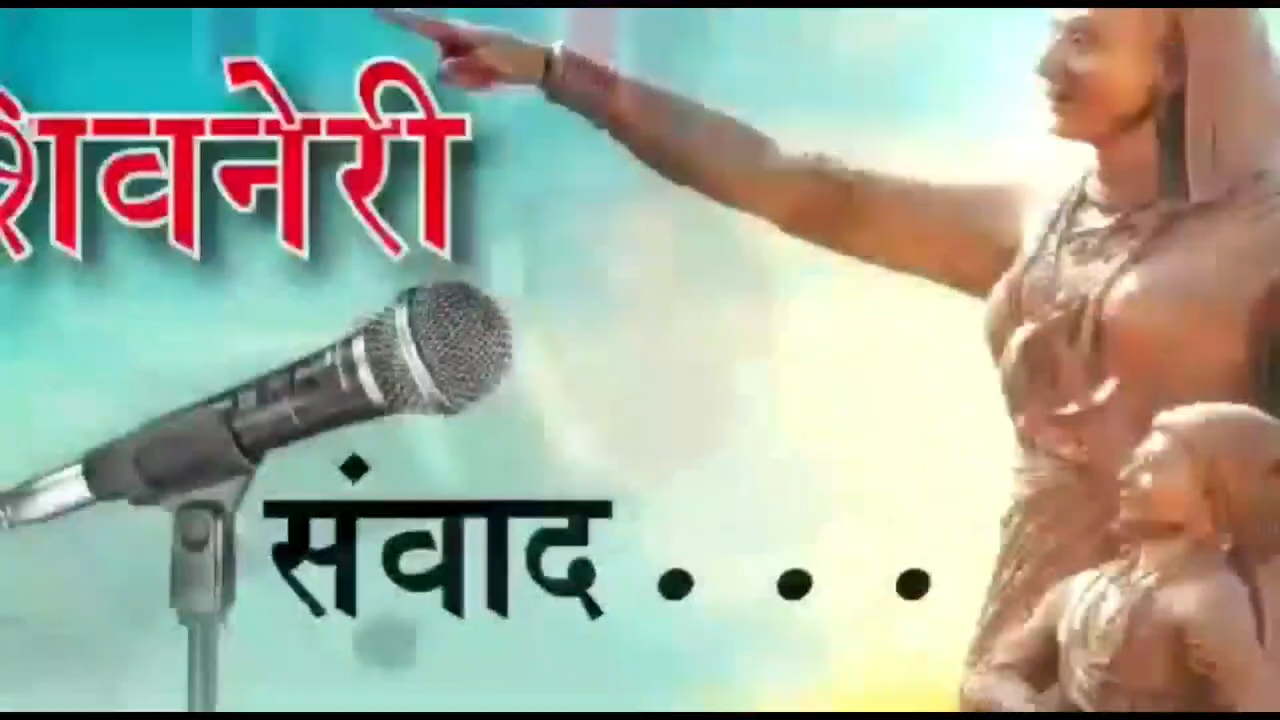 शिवनेरी
संवाद . . .